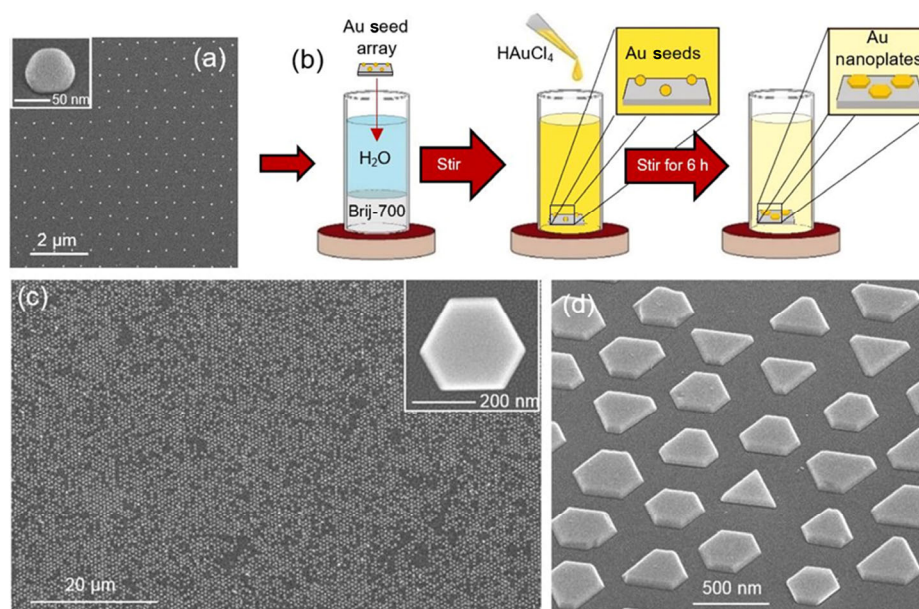 (a)
50 nm
2 μm
(b)
Au seed
array
H₂O
Brij-700
Stir
HAuCl₄
Au seeds
Stir for 6 h
Au
nanoplates
(c)
200 nm
20 μm
(d)
500 nm